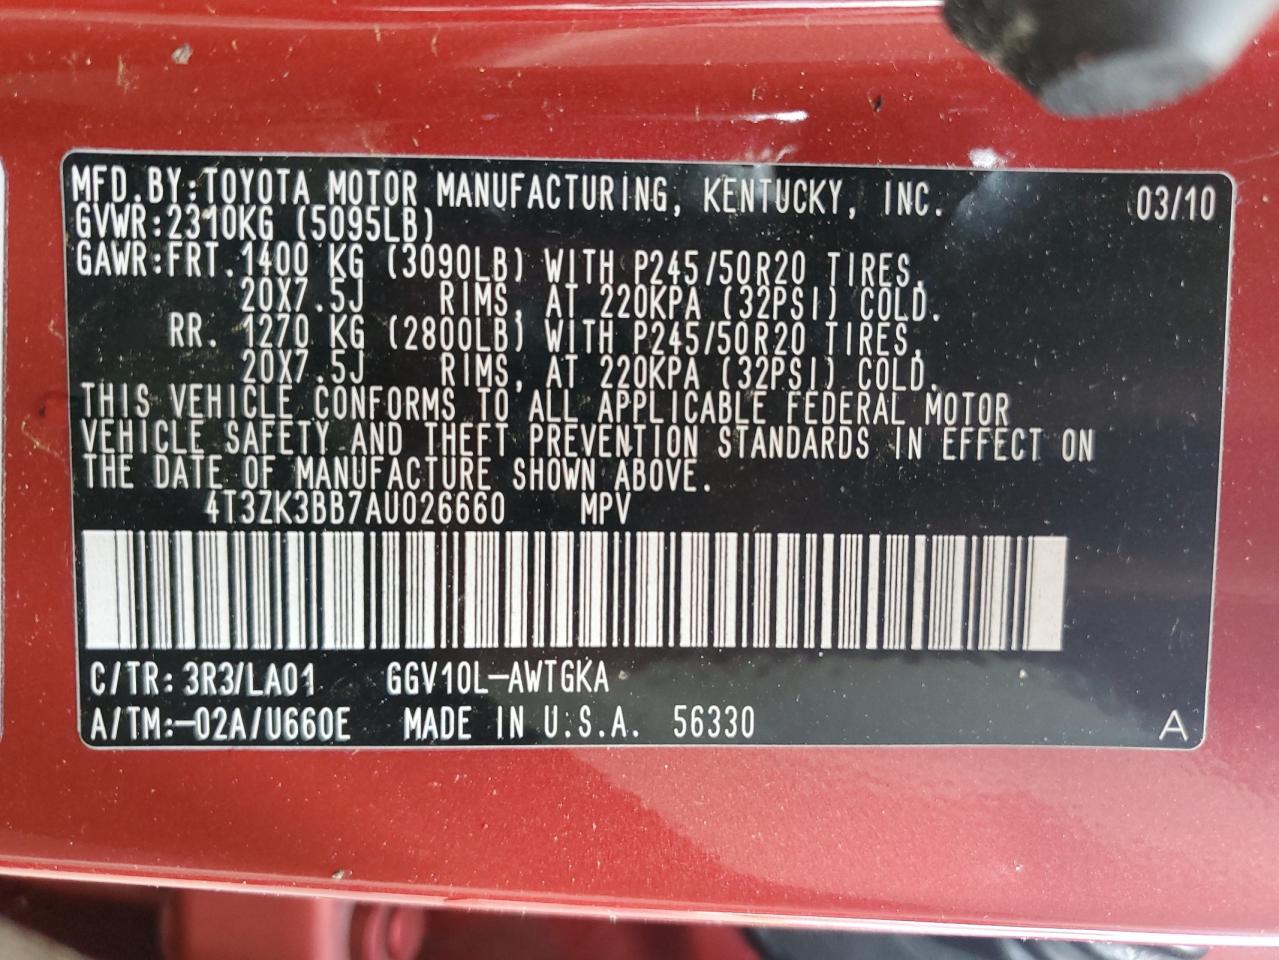 MFD.BY:TOYOTA MOTOR MANUFACTURING, KENTUCKY, INC. 03/10
GVWR:2310KG (5095LB)
GAWR:FRT.1400 KG (3090LB) WITH P245/50R20 TIRES,
20X7.5J RIMS, AT 220KPA (32PSI) COLD.
RR. 1270 KG (2800LB) WITH P245/50R20 TIRES,
20X7.5J RIMS, AT 220KPA (32PSI) COLD.
THIS VEHICLE CONFORMS TO ALL APPLICABLE FEDERAL MOTOR
VEHICLE SAFETY AND THEFT PREVENTION STANDARDS IN EFFECT ON
THE DATE OF MANUFACTURE SHOWN ABOVE.
4T3ZK3BB7AU026660 MPV
C/TR: 3R3/LA01 GGV10L-AWTGKA
A/TM:-02A/U660E MADE IN U.S.A. 56330 A